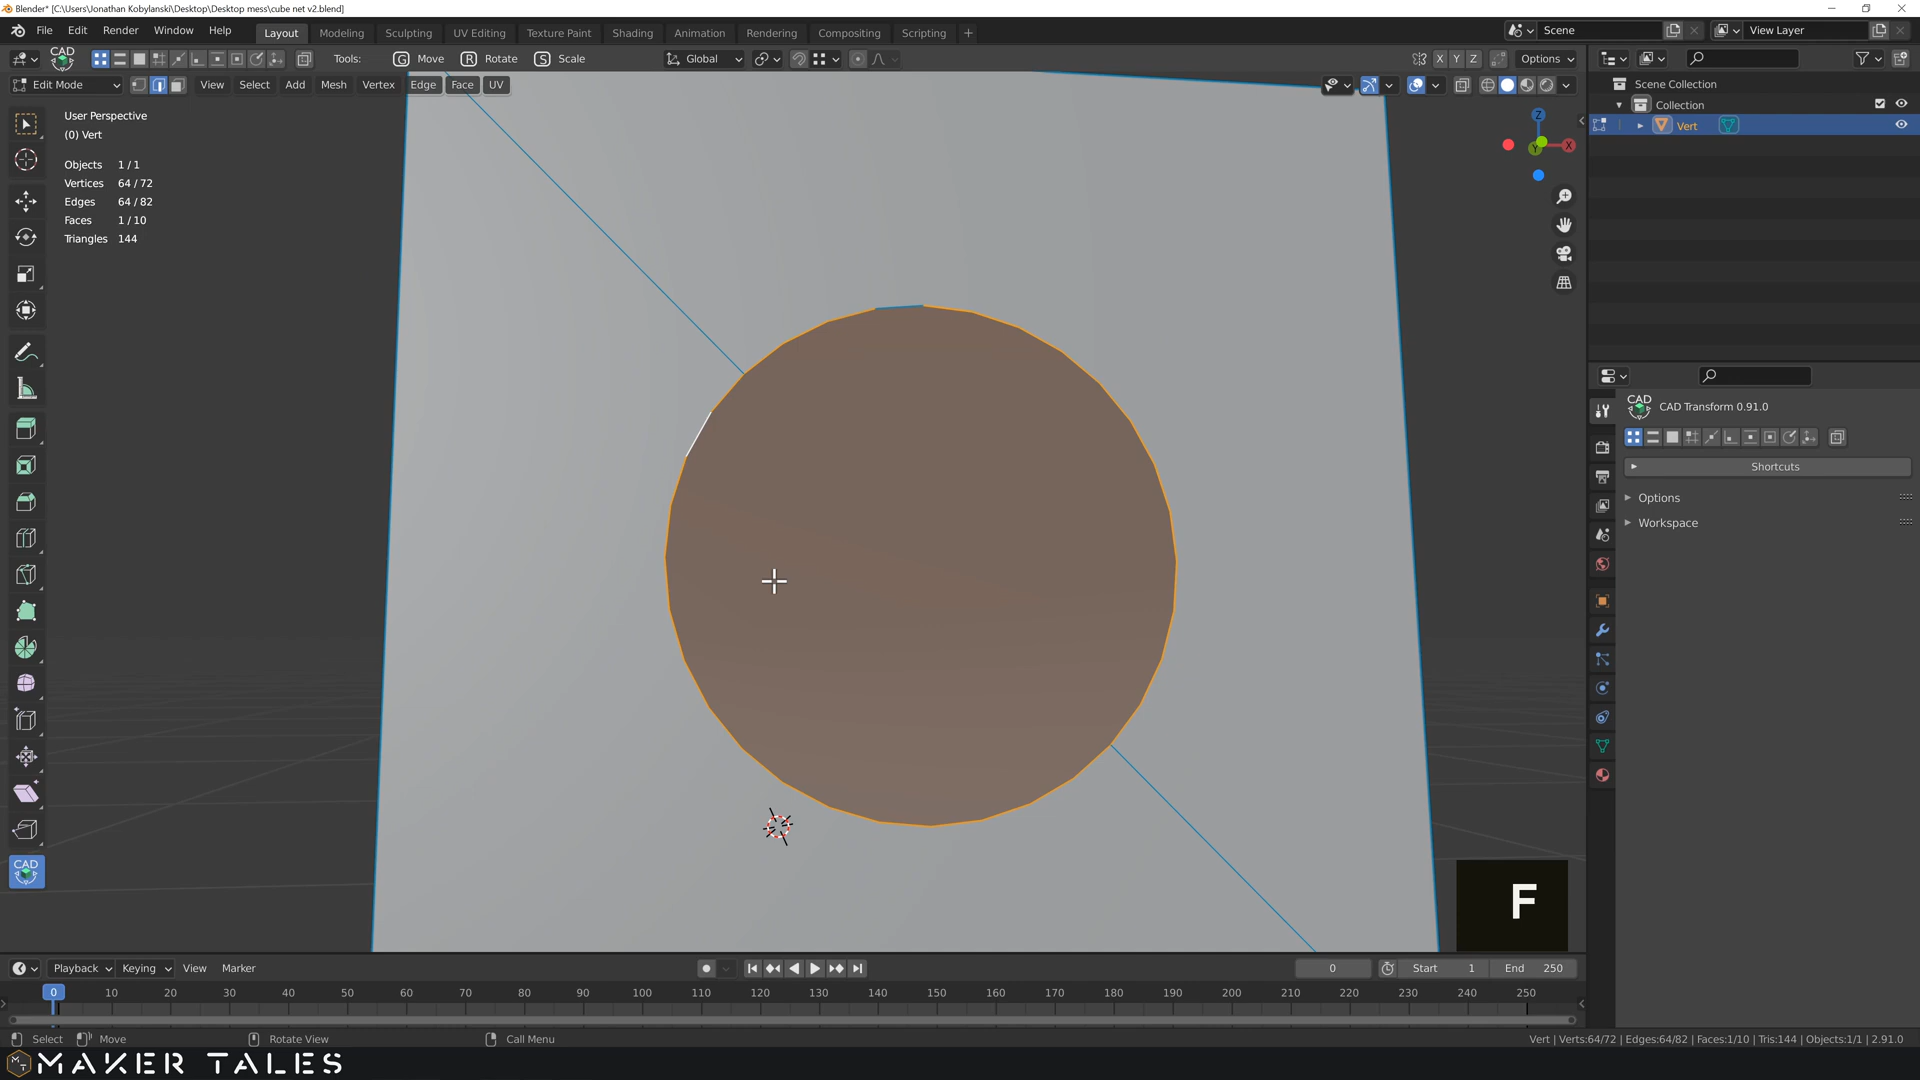 Blender* [C:\Users\Jonathan Kobylanski\Desktop\Desktop mess\cube net v2.blend]
File Edit Render Window Help
Layout Modeling Sculpting UV Editing Texture Paint Shading Animation Rendering Compositing Scripting +
Scene
View Layer
CAD
Tools: G Move R Rotate S Scale
Global
X Y Z
Options
Edit Mode
View Select Add Mesh Vertex Edge Face UV
User Perspective
(0) Vert
Objects 1 / 1
Vertices 64 / 72
Edges 64 / 82
Faces 1 / 10
Triangles 144
Z
Y
X
Scene Collection
Collection
Vert
CAD
CAD Transform 0.91.0
Shortcuts
Options
Workspace
CAD
F
Playback Keying View Marker
0
Start 1
End 250
0 10 20 30 40 50 60 70 80 90 100 110 120 130 140 150 160 170 180 190 200 210 220 230 240 250
Select Move Rotate View Call Menu
Vert | Verts:64/72 | Edges:64/82 | Faces:1/10 | Tris:144 | Objects:1/1 | 2.91.0
MAKER TALES